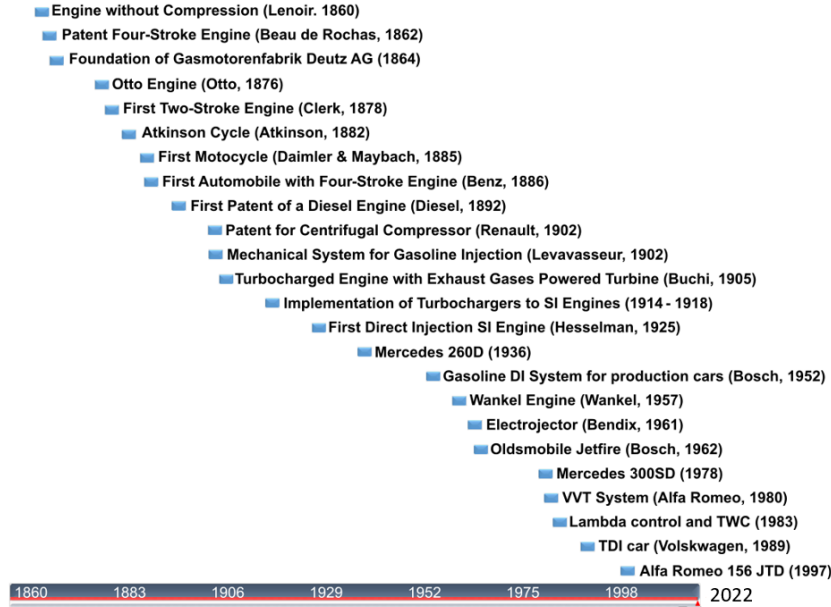 Engine without Compression (Lenoir. 1860)
Patent Four-Stroke Engine (Beau de Rochas, 1862)
Foundation of Gasmotorenfabrik Deutz AG (1864)
Otto Engine (Otto, 1876)
First Two-Stroke Engine (Clerk, 1878)
Atkinson Cycle (Atkinson, 1882)
First Motocycle (Daimler & Maybach, 1885)
First Automobile with Four-Stroke Engine (Benz, 1886)
First Patent of a Diesel Engine (Diesel, 1892)
Patent for Centrifugal Compressor (Renault, 1902)
Mechanical System for Gasoline Injection (Levavasseur, 1902)
Turbocharged Engine with Exhaust Gases Powered Turbine (Buchi, 1905)
Implementation of Turbochargers to SI Engines (1914 - 1918)
First Direct Injection SI Engine (Hesselman, 1925)
Mercedes 260D (1936)
Gasoline DI System for production cars (Bosch, 1952)
Wankel Engine (Wankel, 1957)
Electrojector (Bendix, 1961)
Oldsmobile Jetfire (Bosch, 1962)
Mercedes 300SD (1978)
VVT System (Alfa Romeo, 1980)
Lambda control and TWC (1983)
TDI car (Volskwagen, 1989)
Alfa Romeo 156 JTD (1997)
1860 1883 1906 1929 1952 1975 1998 2022